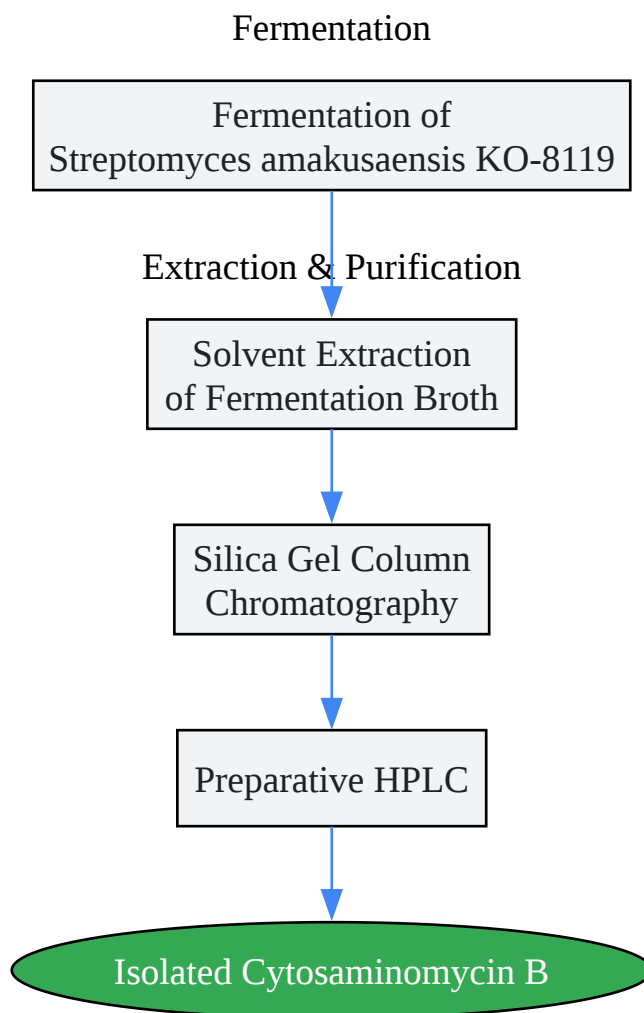 Fermentation
Fermentation of
Streptomyces amakusaensis KO-8119
Extraction & Purification
Solvent Extraction
of Fermentation Broth
Silica Gel Column
Chromatography
Preparative HPLC
Isolated Cytosaminomycin B